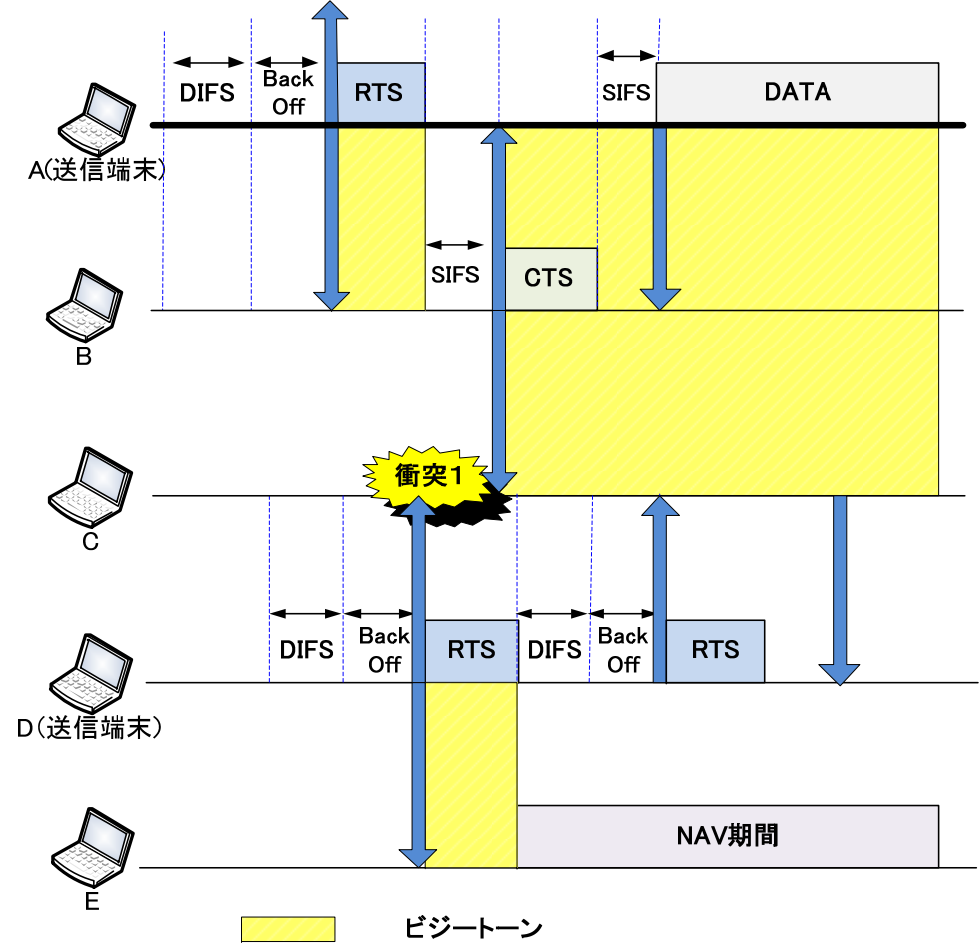 DIFS
Back
Off
RTS
SIFS
DATA
A(送信端末)
SIFS
CTS
B
衝突1
C
DIFS
Back
Off
RTS
DIFS
Back
Off
RTS
D(送信端末)
NAV期間
E
ビジートーン